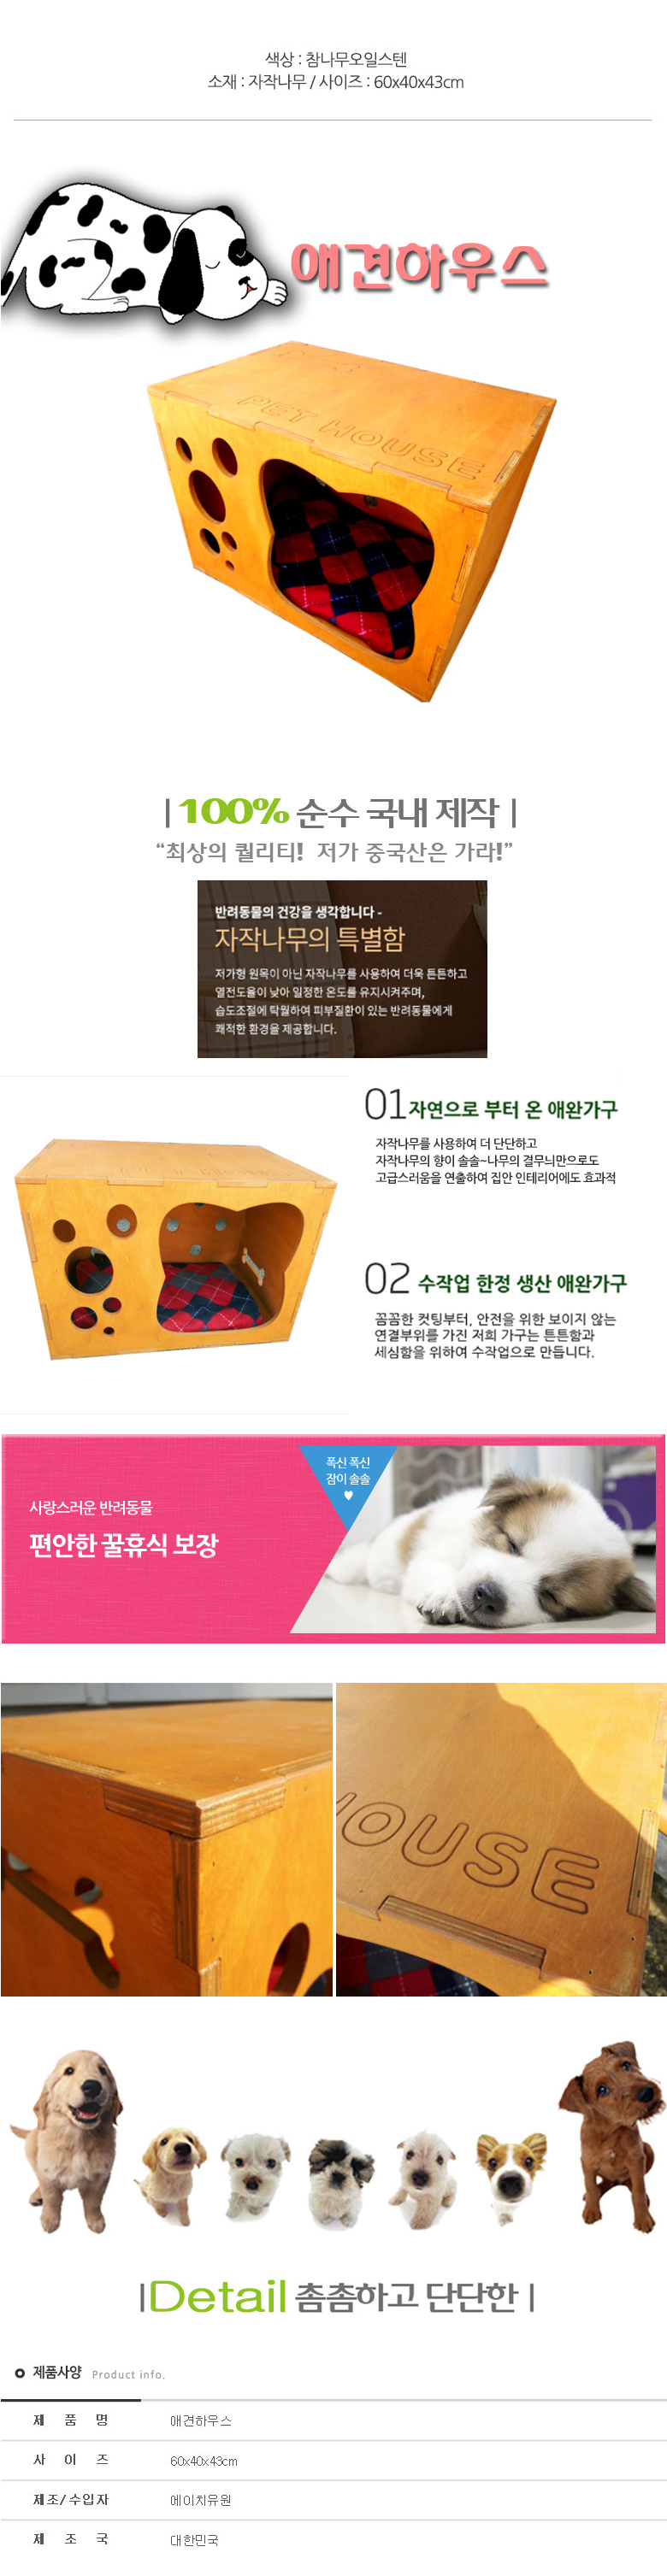 색상 : 참나무오일스텐
소재 : 자작나무 / 사이즈 : 60x40x43cm
애견하우스
PET HOUSE
|100% 순수 국내 제작|
“최상의 퀄리티!  저가 중국산은 가라!”
반려동물의 건강을 생각합니다 -
자작나무의 특별함
저가형 원목이 아닌 자작나무를 사용하여 더욱 튼튼하고
열전도율이 낮아 일정한 온도를 유지시켜주며,
습도조절에 탁월하여 피부질환이 있는 반려동물에게
쾌적한 환경을 제공합니다.
01 자연으로 부터 온 애완가구
자작나무를 사용하여 더 단단하고
자작나무의 향이 솔솔~나무의 결무늬만으로도
고급스러움을 연출하여 집안 인테리어에도 효과적
02 수작업 한정 생산 애완가구
꼼꼼한 컷팅부터, 안전을 위한 보이지 않는
연결부위를 가진 저희 가구는 튼튼함과
세심함을 위하여 수작업으로 만듭니다.
폭신 폭신
잠이 솔솔
♥
사랑스러운 반려동물
편안한 꿀휴식 보장
HOUSE
|Detail 촘촘하고 단단한|
제품사양 Product info.
제 품 명 애견하우스
사 이 즈 60x40x43cm
제조/수입자 에이치유원
제 조 국 대한민국